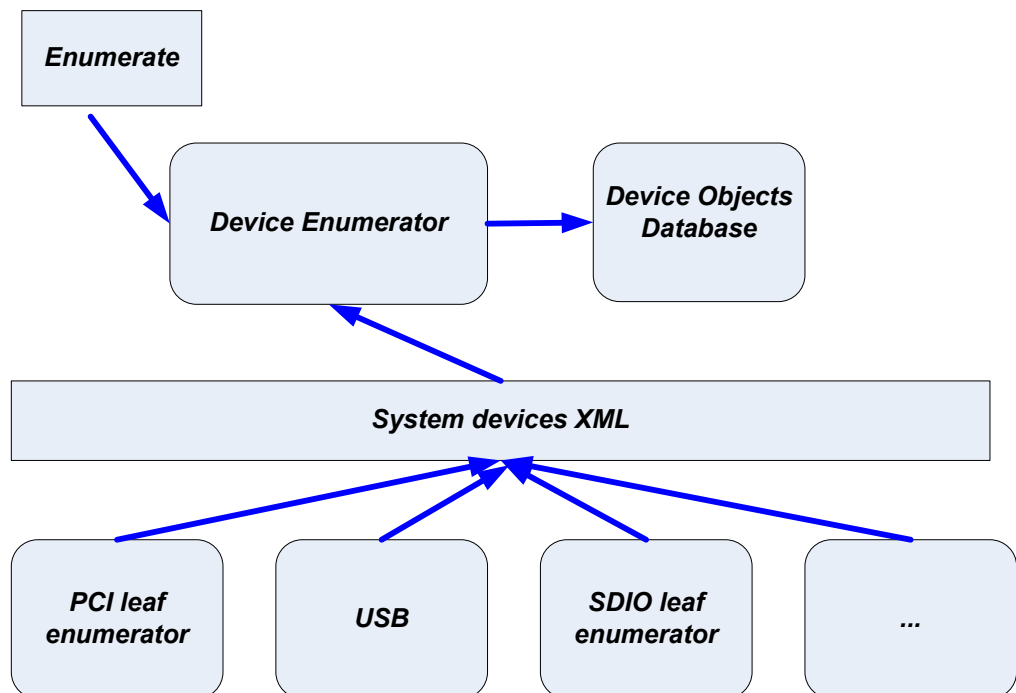 Enumerate
Device Enumerator
Device Objects
Database
System devices XML
PCI leaf
enumerator
USB
SDIO leaf
enumerator
...